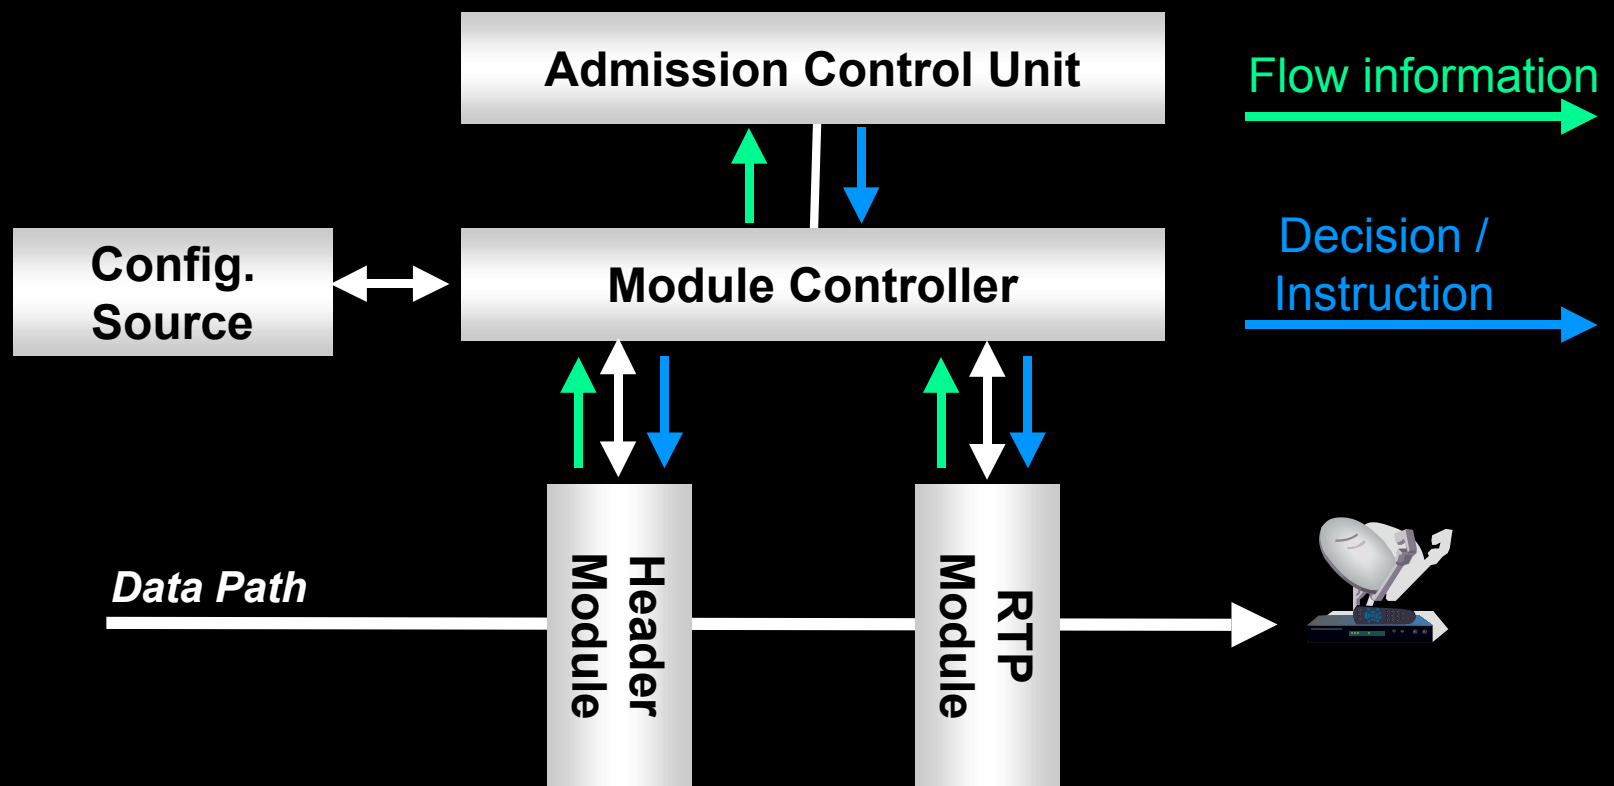 Admission Control Unit
Flow information
Config.
Source
Module Controller
Decision /
Instruction
Data Path
Header
Module
RTP
Module